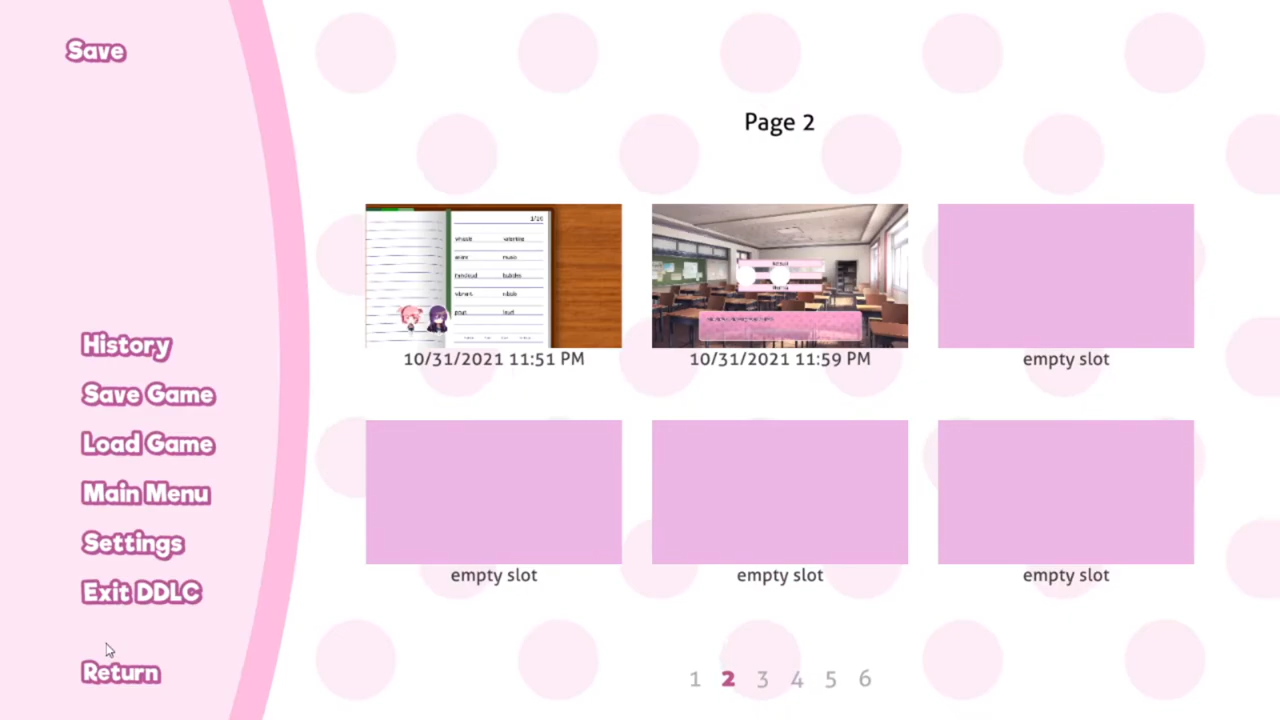 Save
Page 2
1/20
10/31/2021 11:51 PM
10/31/2021 11:59 PM
empty slot
empty slot
empty slot
empty slot
History
Save Game
Load Game
Main Menu
Settings
Exit DDLC
Return
1 2 3 4 5 6